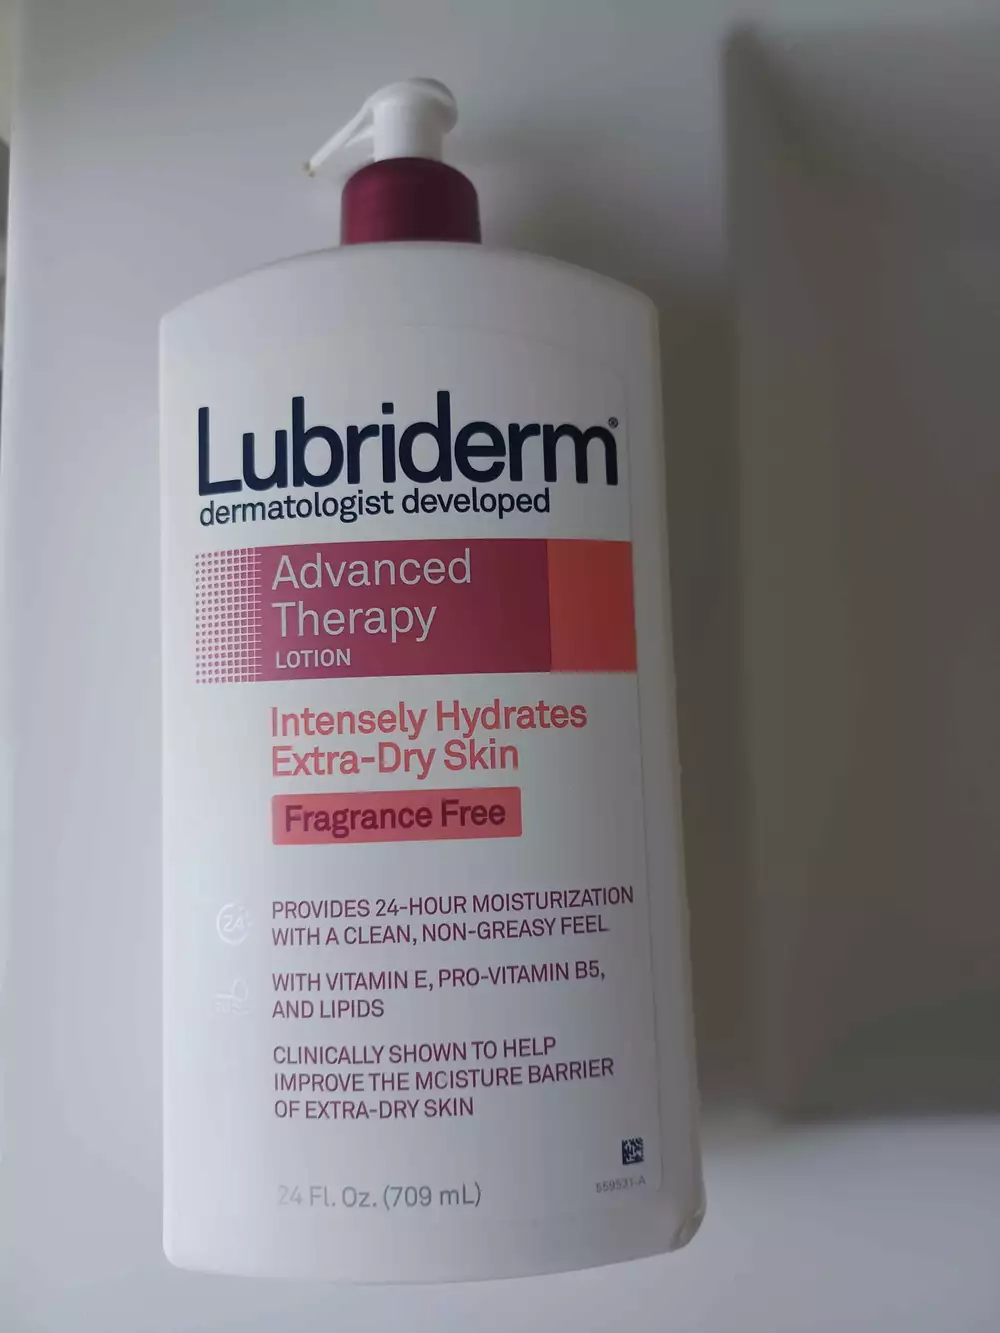 Lubriderm®
dermatologist developed
Advanced
Therapy
LOTION
Intensely Hydrates
Extra-Dry Skin
Fragrance Free
24
PROVIDES 24-HOUR MOISTURIZATION
WITH A CLEAN, NON-GREASY FEEL
WITH VITAMIN E, PRO-VITAMIN B5,
AND LIPIDS
CLINICALLY SHOWN TO HELP
IMPROVE THE MOISTURE BARRIER
OF EXTRA-DRY SKIN
24 Fl. Oz. (709 mL)
559531-A